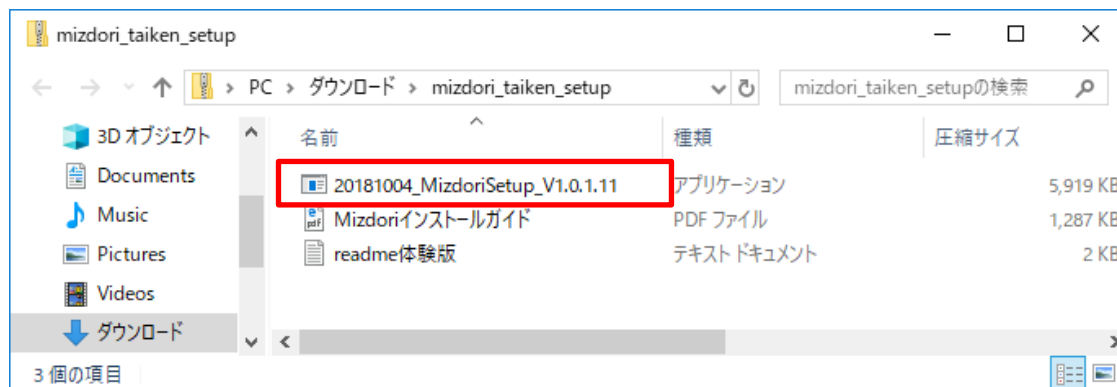 mizdori_taiken_setup
PC > ダウンロード > mizdori_taiken_setup
mizdori_taiken_setupの検索
3D オブジェクト
Documents
Music
Pictures
Videos
ダウンロード
名前 種類 圧縮サイズ
20181004_MizdoriSetup_V1.0.1.11 アプリケーション 5,919 KB
Mizdoriインストールガイド PDF ファイル 1,287 KB
readme体験版 テキスト ドキュメント 2 KB
3 個の項目